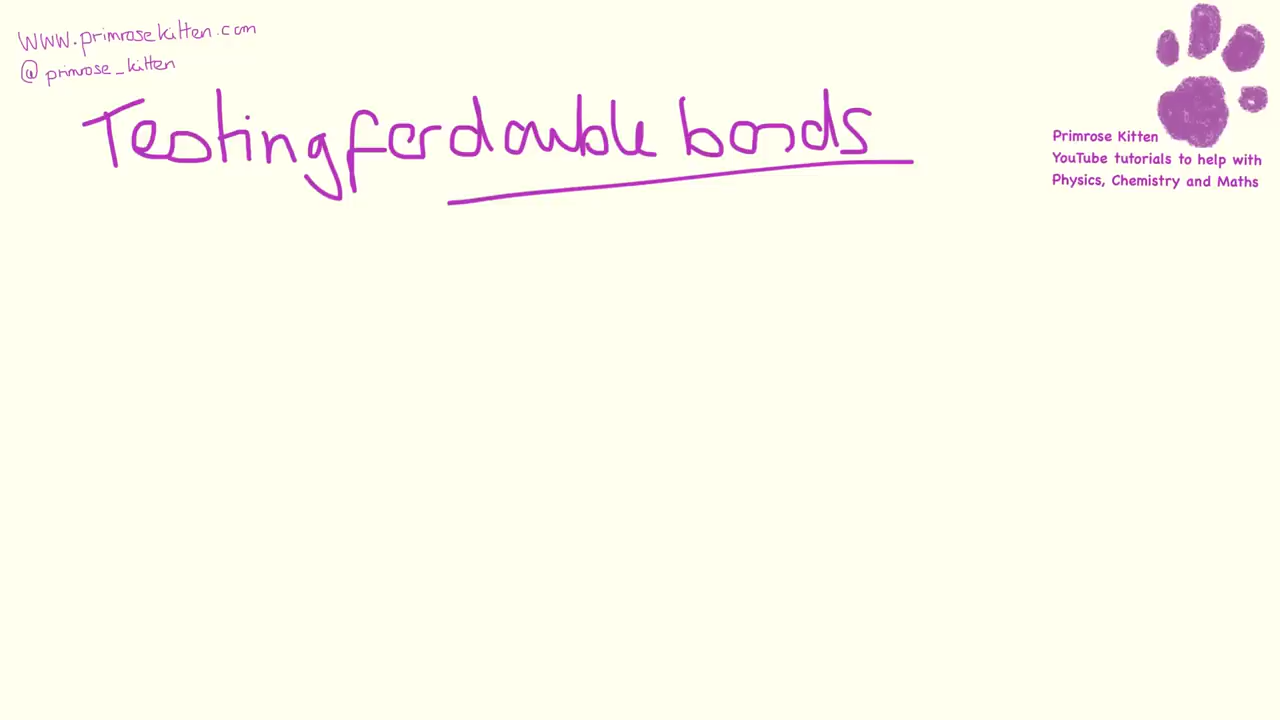 www.primrosekitten.com
@primrose_kitten
Testing for double bonds
Primrose Kitten
YouTube tutorials to help with
Physics, Chemistry and Maths